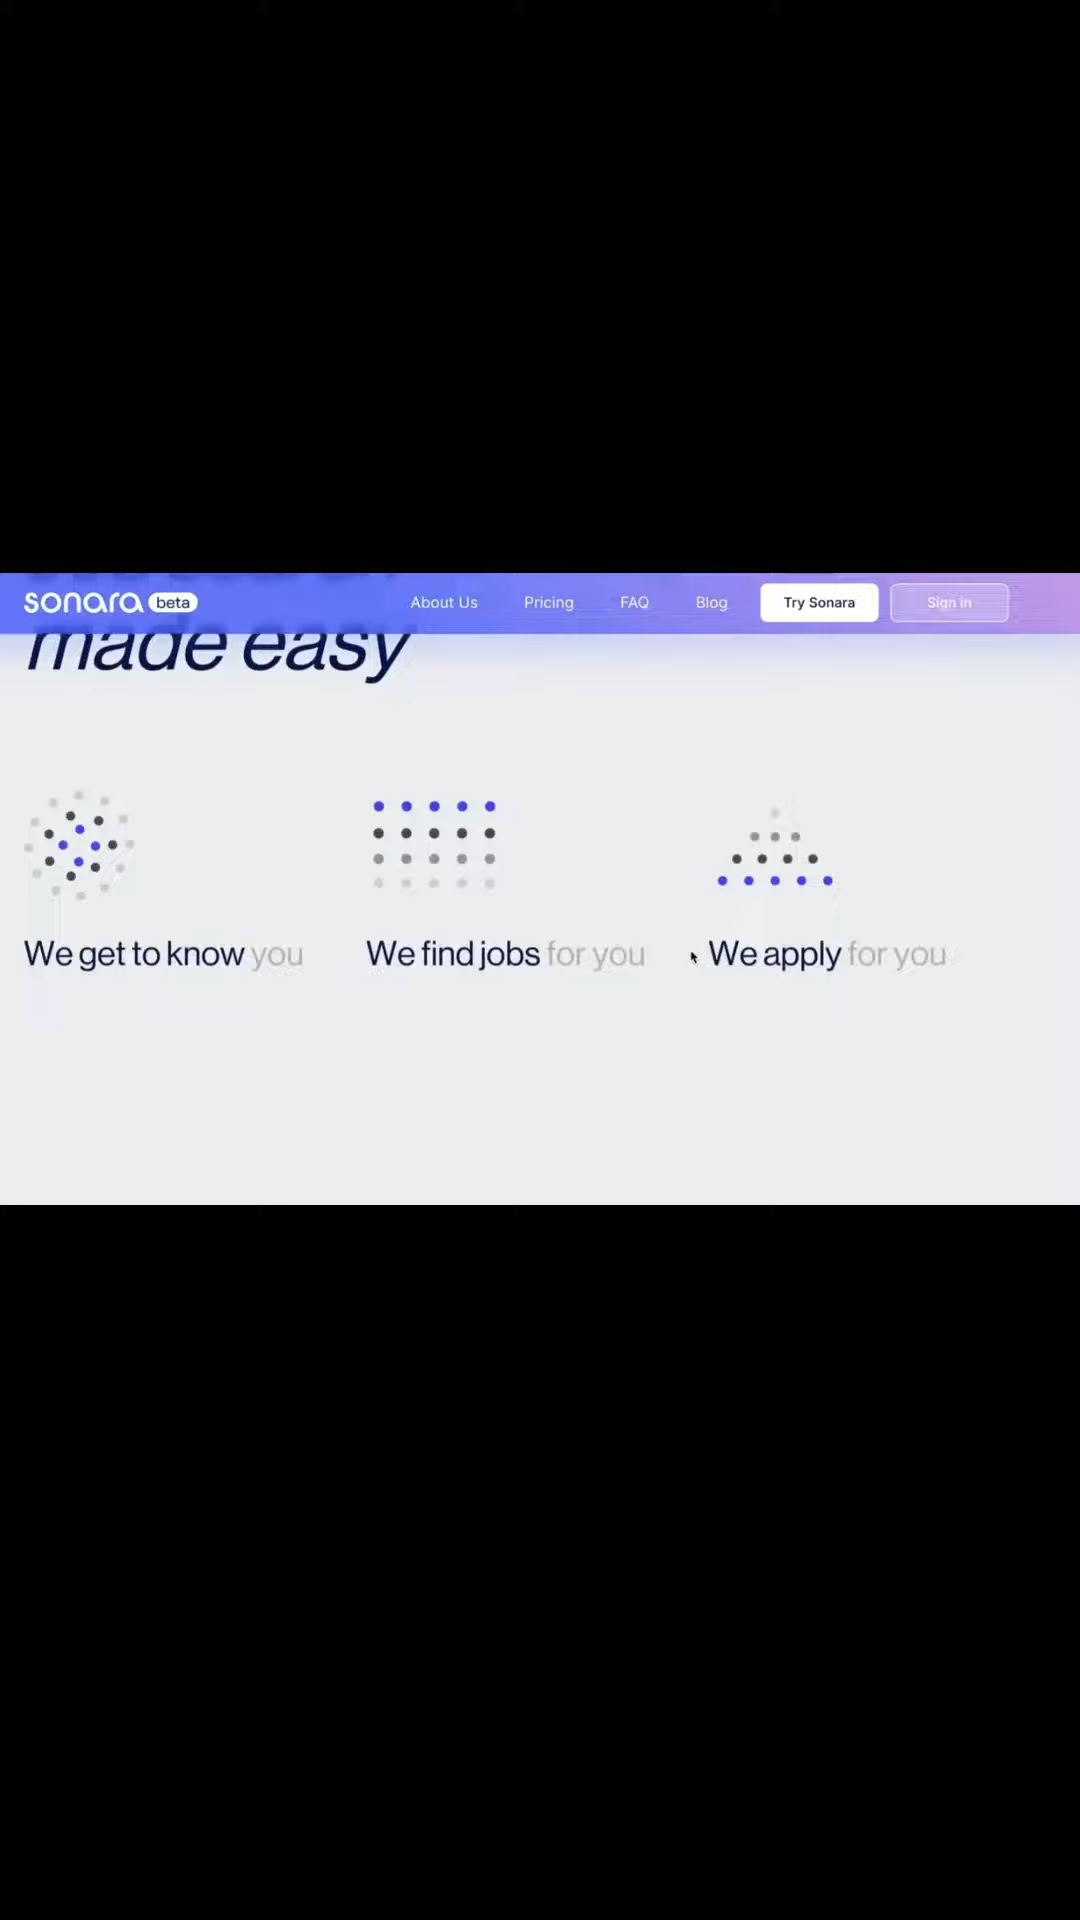 sonara beta About Us Pricing FAQ Blog Try Sonara Sign in
made easy
We get to know you We find jobs for you We apply for you